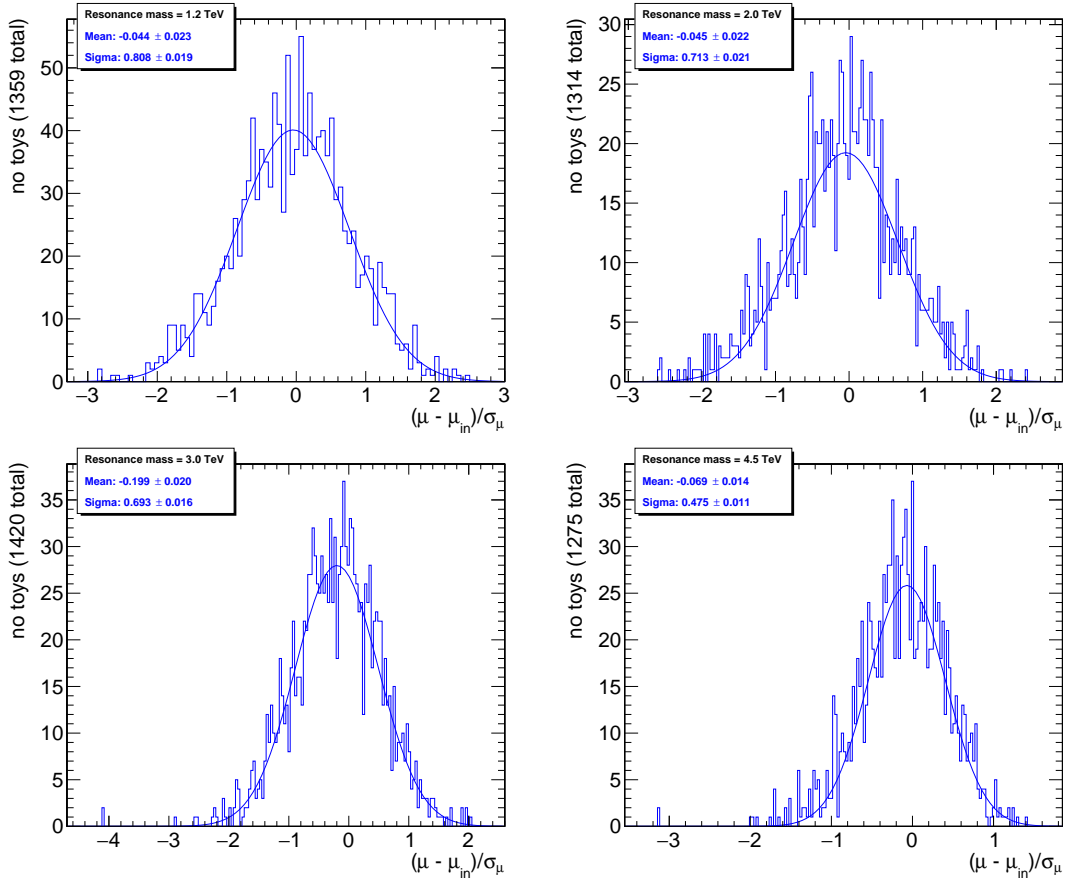 Resonance mass = 1.2 TeV
Mean: -0.044 ± 0.023
Sigma: 0.808 ± 0.019
no toys (1359 total)
0 10 20 30 40 50
−3 −2 −1 0 1 2 3
(μ - μin)/σμ
Resonance mass = 2.0 TeV
Mean: -0.045 ± 0.022
Sigma: 0.713 ± 0.021
no toys (1314 total)
0 5 10 15 20 25 30
−3 −2 −1 0 1 2
(μ - μin)/σμ
Resonance mass = 3.0 TeV
Mean: -0.199 ± 0.020
Sigma: 0.693 ± 0.016
no toys (1420 total)
0 5 10 15 20 25 30 35
−4 −3 −2 −1 0 1 2
(μ - μin)/σμ
Resonance mass = 4.5 TeV
Mean: -0.069 ± 0.014
Sigma: 0.475 ± 0.011
no toys (1275 total)
0 5 10 15 20 25 30 35
−3 −2 −1 0 1
(μ - μin)/σμ